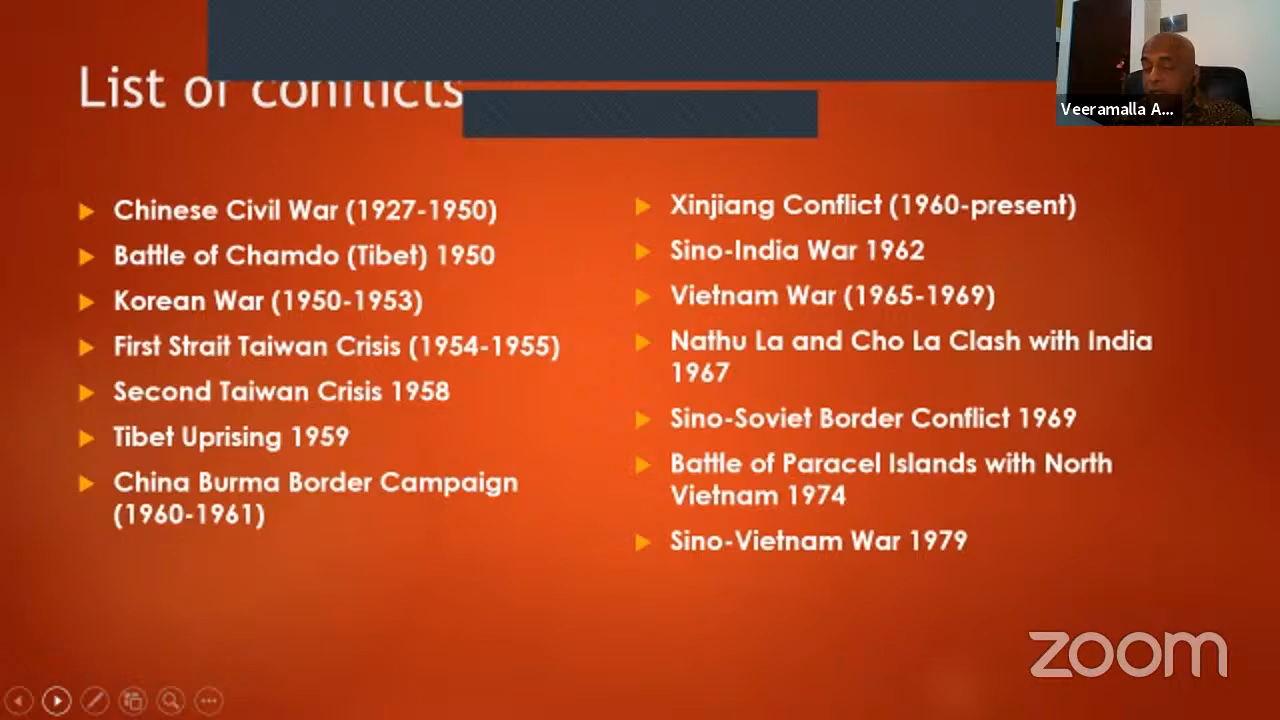 List of conflicts
Veeramalla A...
Chinese Civil War (1927-1950)
Battle of Chamdo (Tibet) 1950
Korean War (1950-1953)
First Strait Taiwan Crisis (1954-1955)
Second Taiwan Crisis 1958
Tibet Uprising 1959
China Burma Border Campaign
(1960-1961)
Xinjiang Conflict (1960-present)
Sino-India War 1962
Vietnam War (1965-1969)
Nathu La and Cho La Clash with India
1967
Sino-Soviet Border Conflict 1969
Battle of Paracel Islands with North
Vietnam 1974
Sino-Vietnam War 1979
zoom